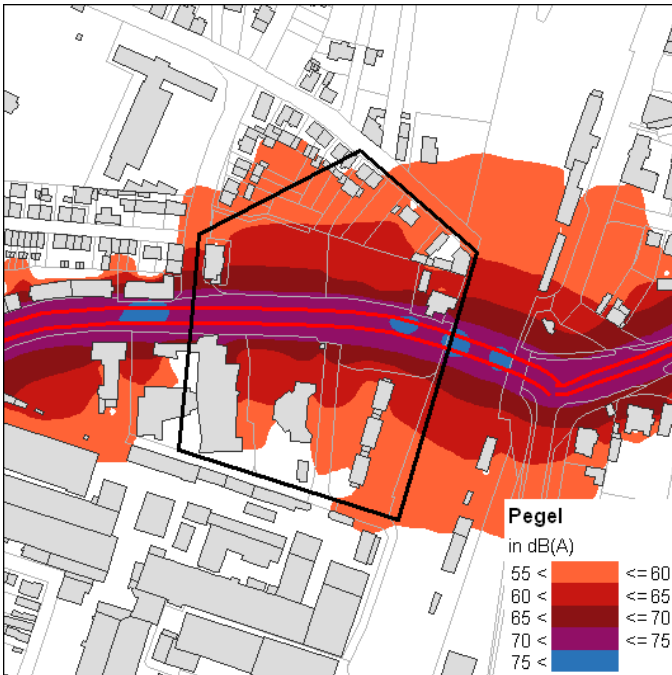 Pegel
in dB(A)
55 < <= 60
60 < <= 65
65 < <= 70
70 < <= 75
75 <